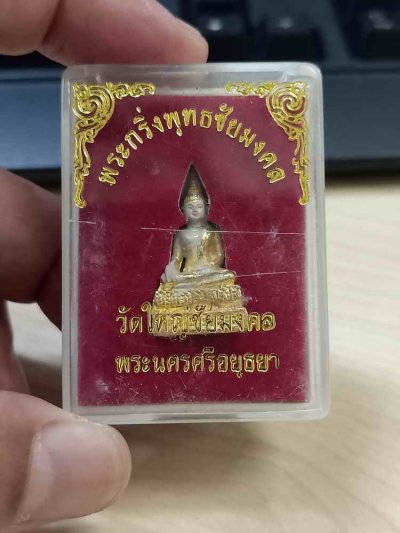 พระกริ่งพุทธชัยมงคล
วัดใหญ่ชัยมงคล
พระนครศรีอยุธยา